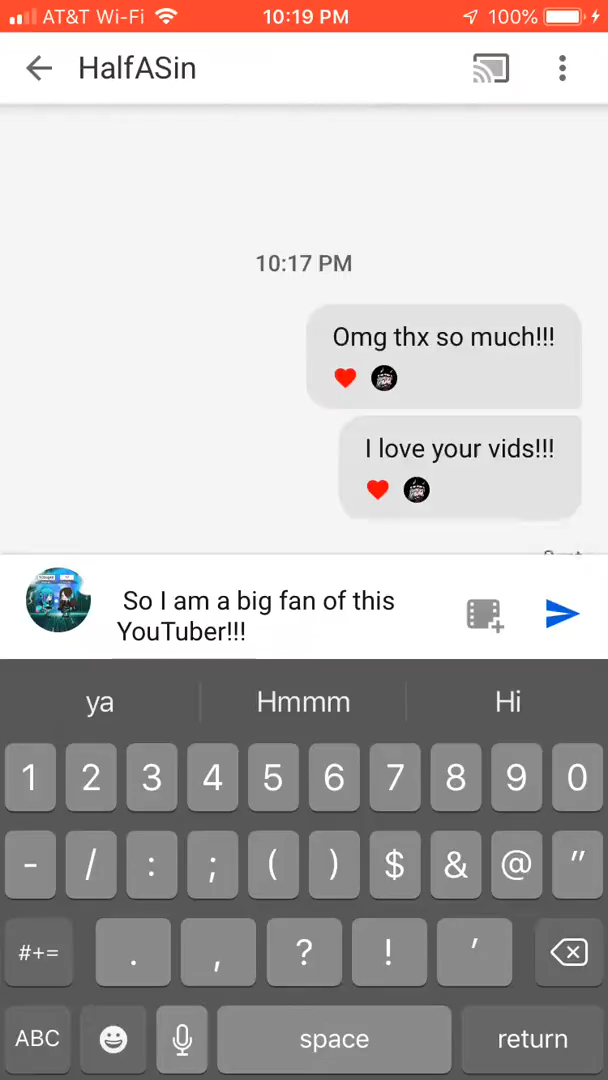 AT&T Wi-Fi 10:19 PM 100%
HalfASin
10:17 PM
Omg thx so much!!!
I love your vids!!!
So I am a big fan of this
YouTuber!!!
ya Hmmm Hi
1 2 3 4 5 6 7 8 9 0
- / : ; ( ) $ & @ "
#+= . , ? ! '
ABC space return